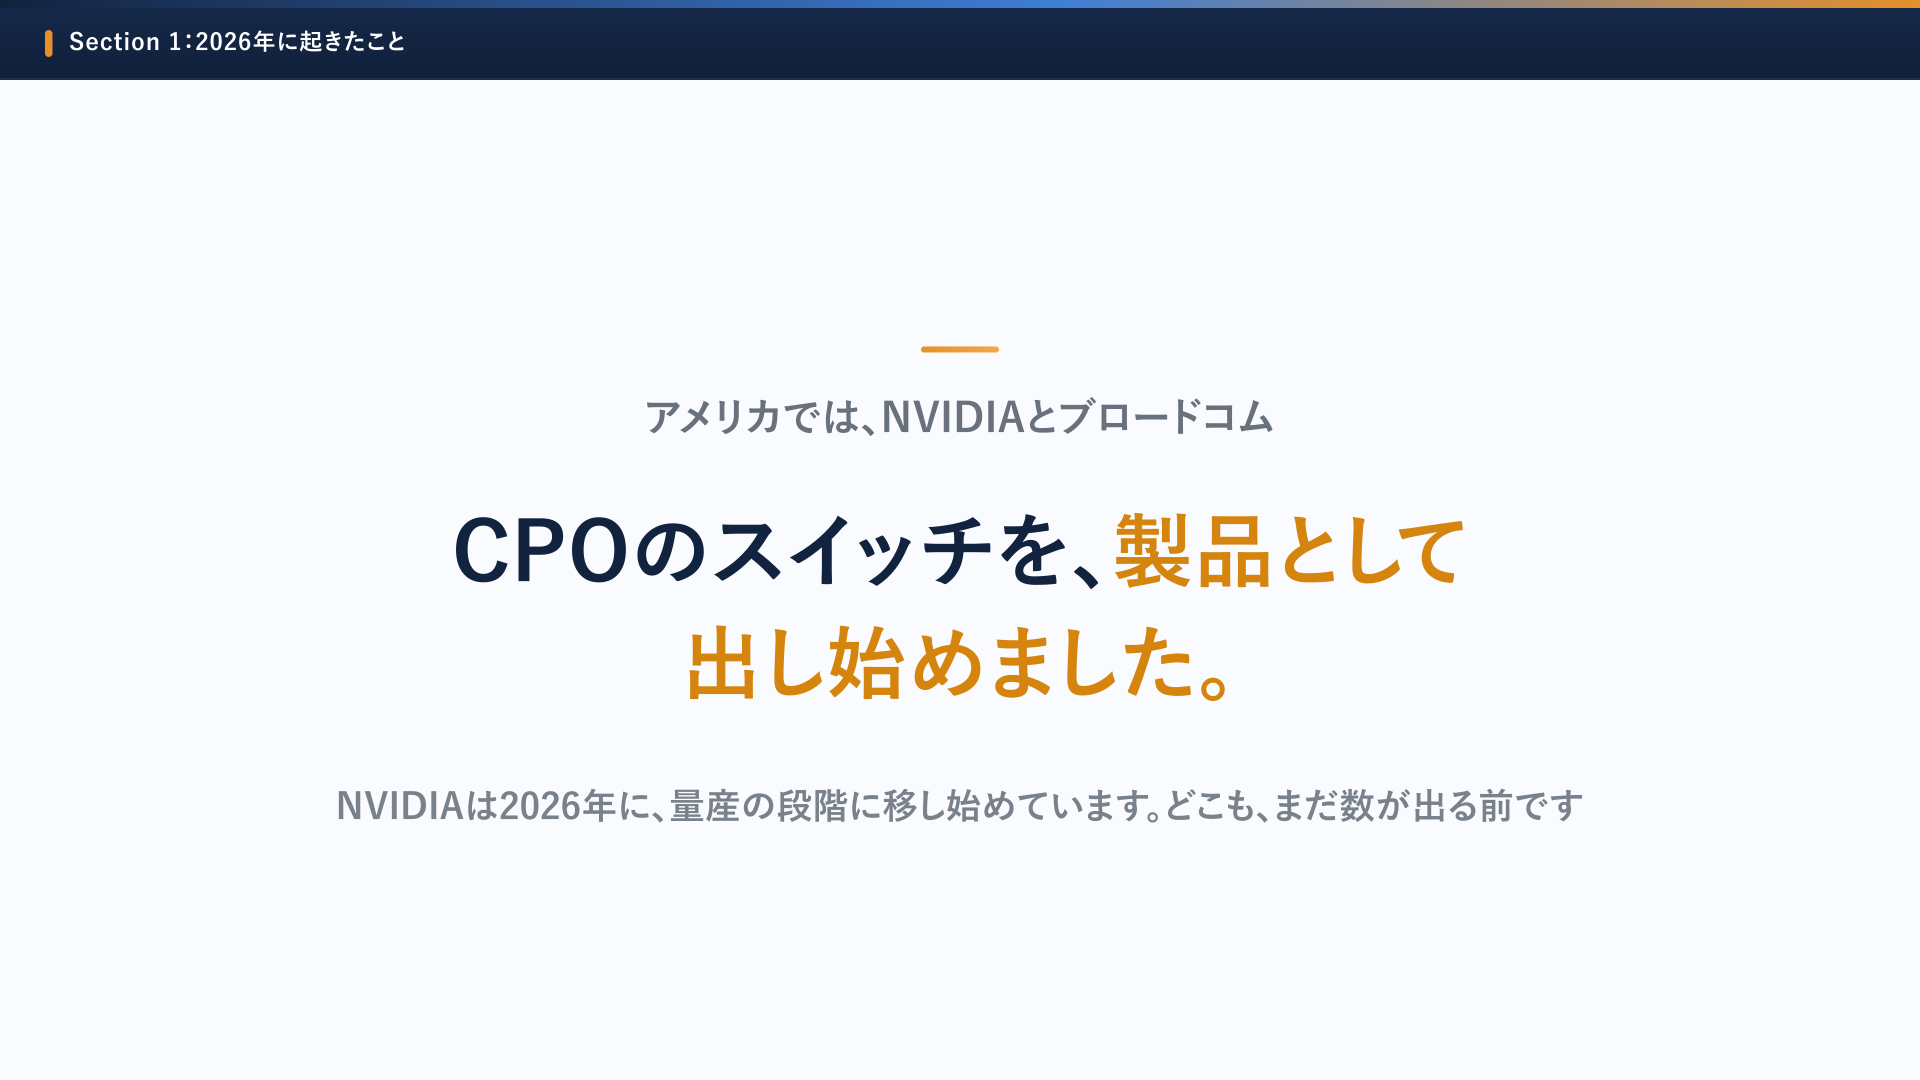 Section 1：2026年に起きたこと
アメリカでは、NVIDIAとブロードコム
CPOのスイッチを、製品として
出し始めました。
NVIDIAは2026年に、量産の段階に移し始めています。どこも、まだ数が出る前です